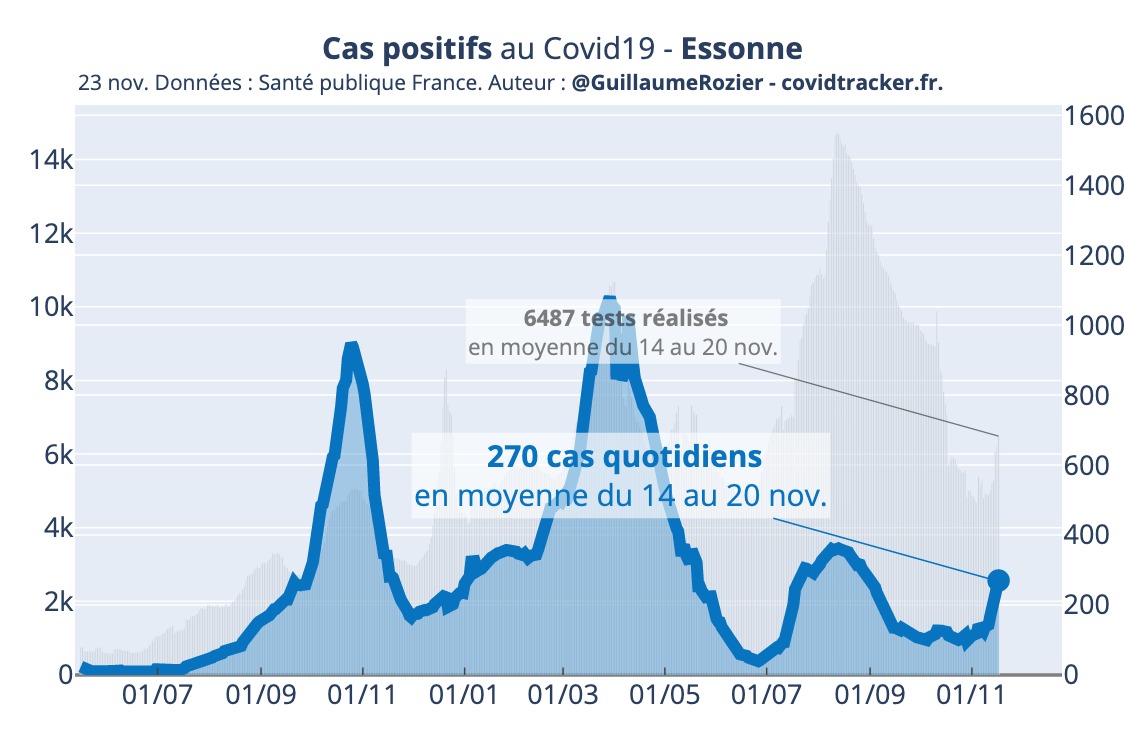 Cas positifs au Covid19 - Essonne
23 nov. Données : Santé publique France. Auteur : @GuillaumeRozier - covidtracker.fr.
1600
14k
1400
12k
1200
10k
1000
6487 tests réalisés
en moyenne du 14 au 20 nov.
8k
800
6k
600
270 cas quotidiens
en moyenne du 14 au 20 nov.
4k
400
2k
200
0
0
01/07
01/09
01/11
01/01
01/03
01/05
01/07
01/09
01/11